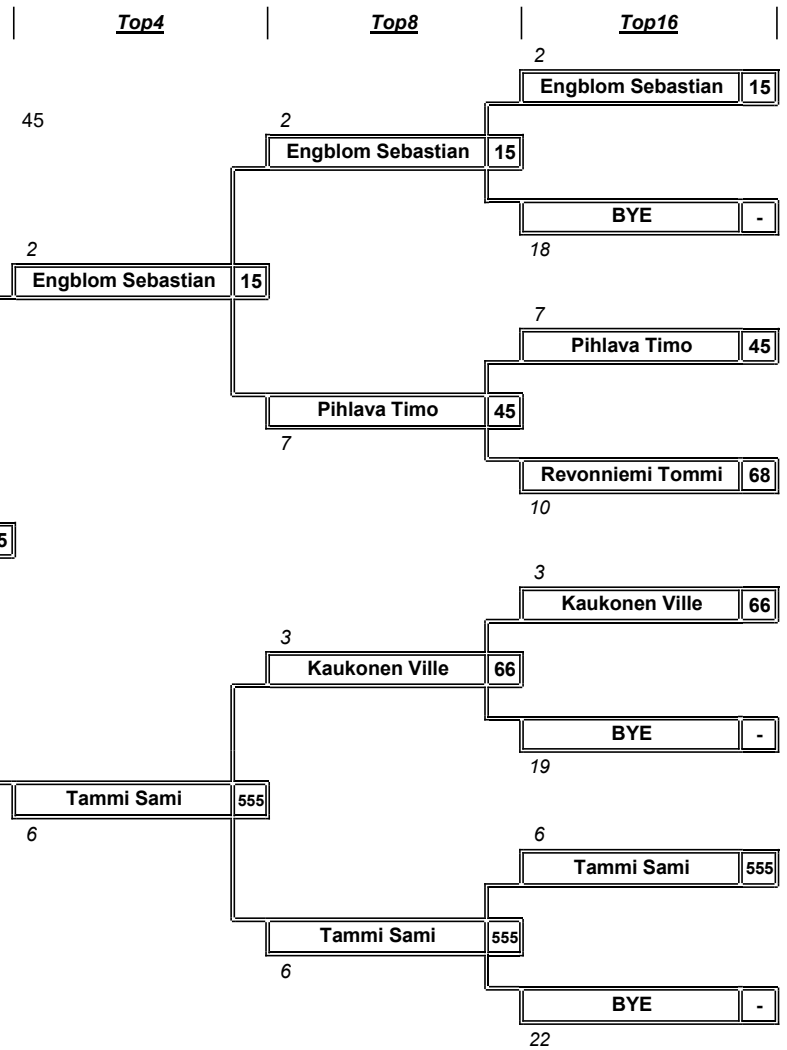 Top4 Top8 Top16
2
Engblom Sebastian 15
45 2
Engblom Sebastian 15
BYE -
2 18
Engblom Sebastian 15
7
Pihlava Timo 45
Pihlava Timo 45
7
Revonniemi Tommi 68
10
5
3
Kaukonen Ville 66
3
Kaukonen Ville 66
BYE -
19
Tammi Sami 555
6 6
Tammi Sami 555
Tammi Sami 555
6
BYE -
22